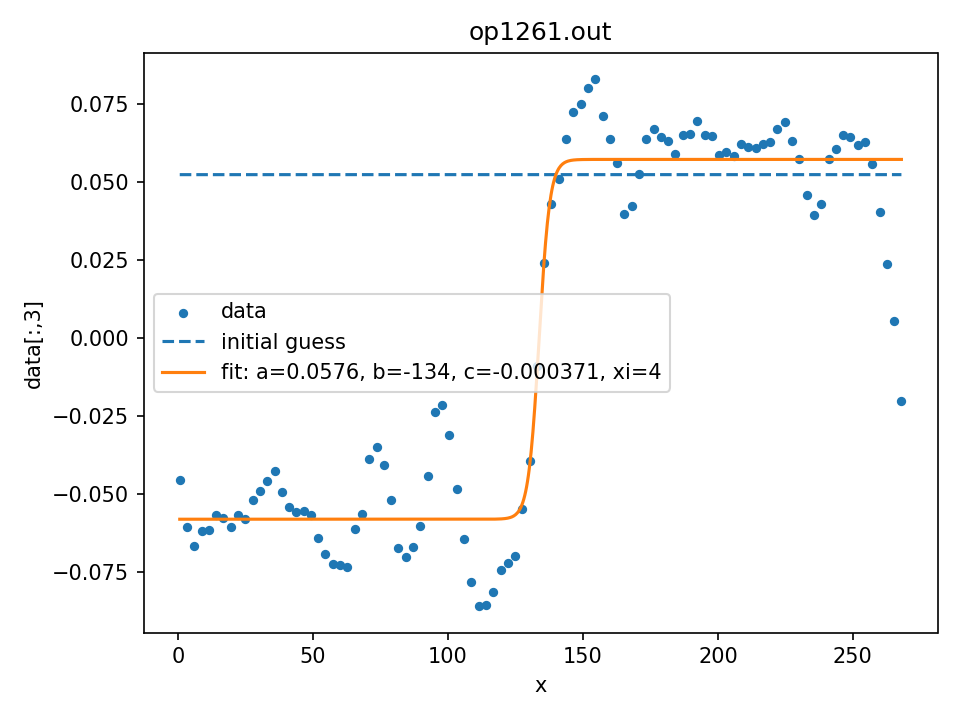 op1261.out
data[:,3]
0.075
0.050
0.025
0.000
−0.025
−0.050
−0.075
data
initial guess
fit: a=0.0576, b=-134, c=-0.000371, xi=4
0 50 100 150 200 250
x